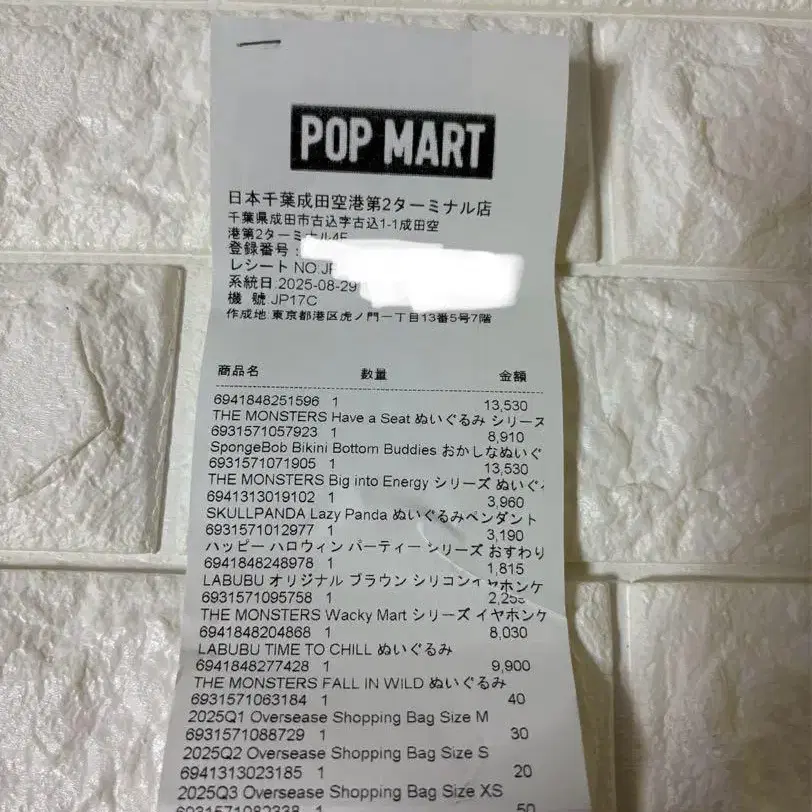 POP MART
日本千葉成田空港第2ターミナル店
千葉県成田市古込字古込1-1成田空
港第2ターミナル4F
登録番号:
レシート NO.JP
系統日.2025-08-29
機 號.JP17C
作成地.東京都港区虎ノ門一丁目13番5号7階
商品名 數量 金額
6941848251596 1 13,530
THE MONSTERS Have a Seat ぬいぐるみ シリーズ
6931571057923 1 8,910
SpongeBob Bikini Bottom Buddies おかしなぬいぐ
6931571071905 1 13,530
THE MONSTERS Big into Energy シリーズ ぬいぐ
6941313019102 1 3,960
SKULLPANDA Lazy Panda ぬいぐるみペンダント
6931571012977 1 3,190
ハッピー ハロウィン パーティー シリーズ おすわり
6941848248978 1 1,815
LABUBU オリジナル ブラウン シリコンイヤホンケ
6931571095758 1
THE MONSTERS Wacky Mart シリーズ イヤホンケ
6941848204868 1 8,030
LABUBU TIME TO CHILL ぬいぐるみ
6941848277428 1 9,900
THE MONSTERS FALL IN WILD ぬいぐるみ
6931571063184 1 40
2025Q1 Oversease Shopping Bag Size M
6931571088729 1 30
2025Q2 Oversease Shopping Bag Size S
6941313023185 1 20
2025Q3 Oversease Shopping Bag Size XS
6931571082338 1 50